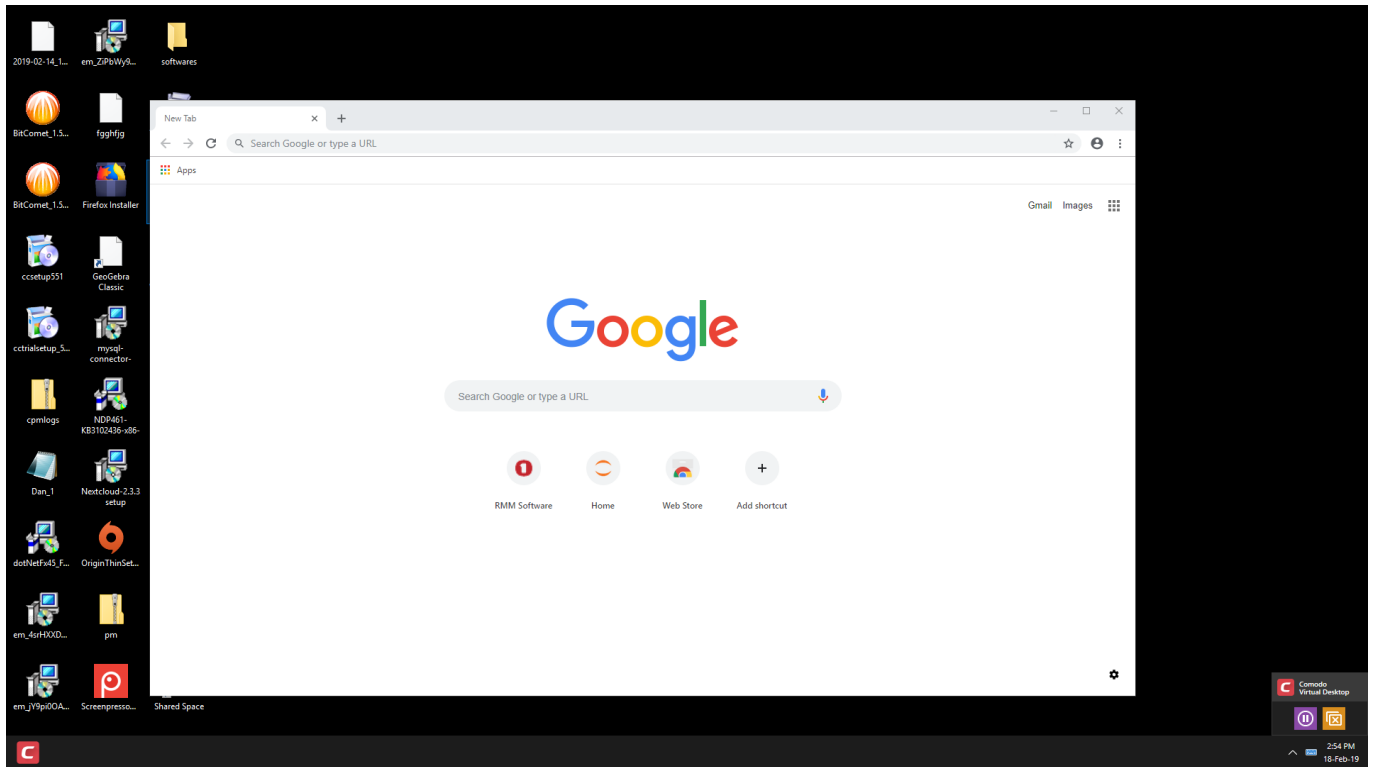 2019-02-14_1...
em_ZiPbWy9...
softwares
BitComet_1.5...
fgghfjg
New Tab
Search Google or type a URL
Apps
BitComet_1.5...
Firefox Installer
Gmail Images
ccsetup551
GeoGebra
Classic
Google
cctrialsetup_5...
mysql-
connector-
Search Google or type a URL
cpmlogs
NDP461-
KB3102436-x86-
Dan_1
Nextcloud-2.3.3
setup
RMM Software
Home
Web Store
Add shortcut
dotNetFx45_F...
OriginThinSet...
em_4srHXXD...
pm
em_jY9pi0OA...
Screenpresso...
Shared Space
Comodo
Virtual Desktop
2:54 PM
18-Feb-19